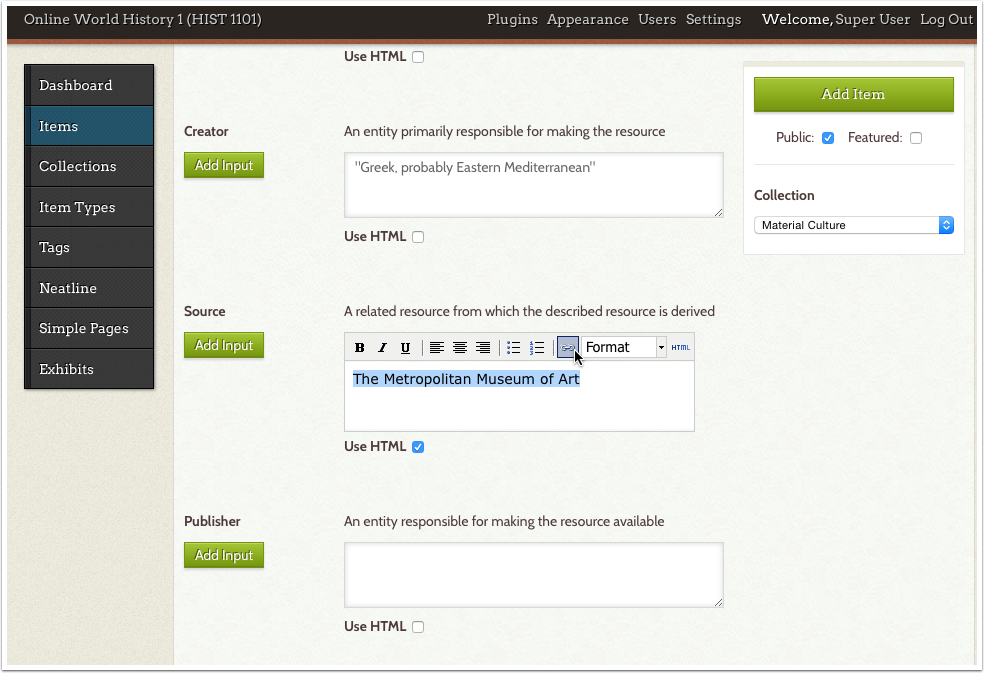 Online World History 1 (HIST 1101)
Plugins Appearance Users Settings Welcome, Super User Log Out
Dashboard
Items
Collections
Item Types
Tags
Neatline
Simple Pages
Exhibits
Use HTML
Creator
Add Input
An entity primarily responsible for making the resource
"Greek, probably Eastern Mediterranean"
Use HTML
Source
Add Input
A related resource from which the described resource is derived
B I U Format HTML
The Metropolitan Museum of Art
Use HTML
Publisher
Add Input
An entity responsible for making the resource available
Use HTML
Add Item
Public: Featured:
Collection
Material Culture